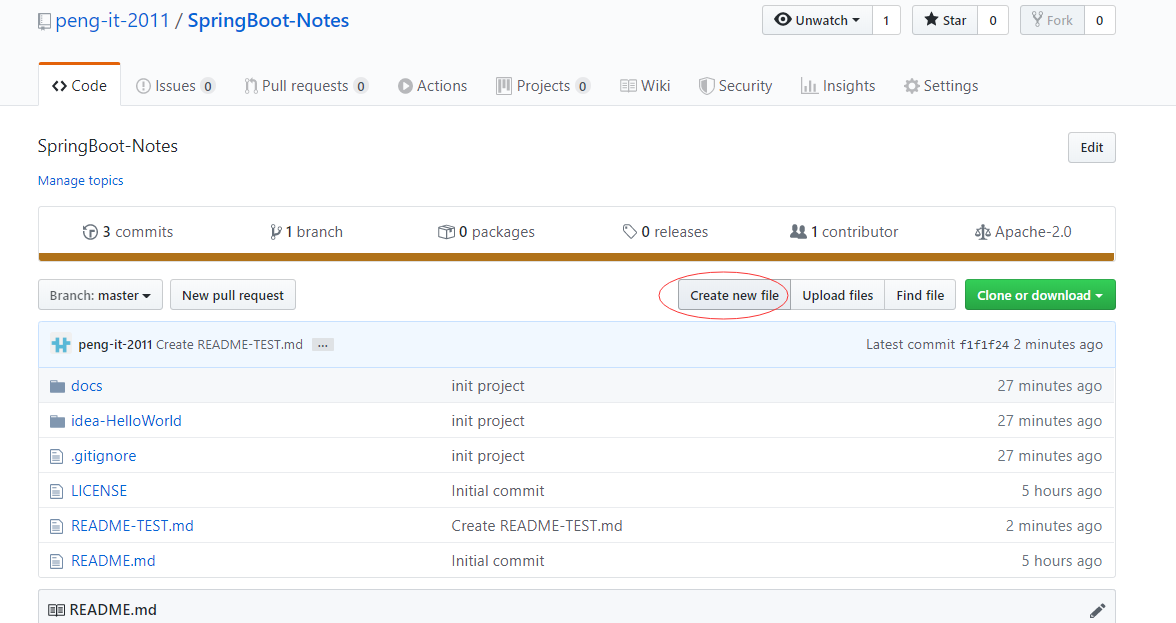 peng-it-2011 / SpringBoot-Notes Unwatch 1 Star 0 Fork 0
Code Issues 0 Pull requests 0 Actions Projects 0 Wiki Security Insights Settings
SpringBoot-Notes Edit
Manage topics
3 commits 1 branch 0 packages 0 releases 1 contributor Apache-2.0
Branch: master New pull request Create new file Upload files Find file Clone or download
peng-it-2011 Create README-TEST.md ... Latest commit f1f1f24 2 minutes ago
docs init project 27 minutes ago
idea-HelloWorld init project 27 minutes ago
.gitignore init project 27 minutes ago
LICENSE Initial commit 5 hours ago
README-TEST.md Create README-TEST.md 2 minutes ago
README.md Initial commit 5 hours ago
README.md